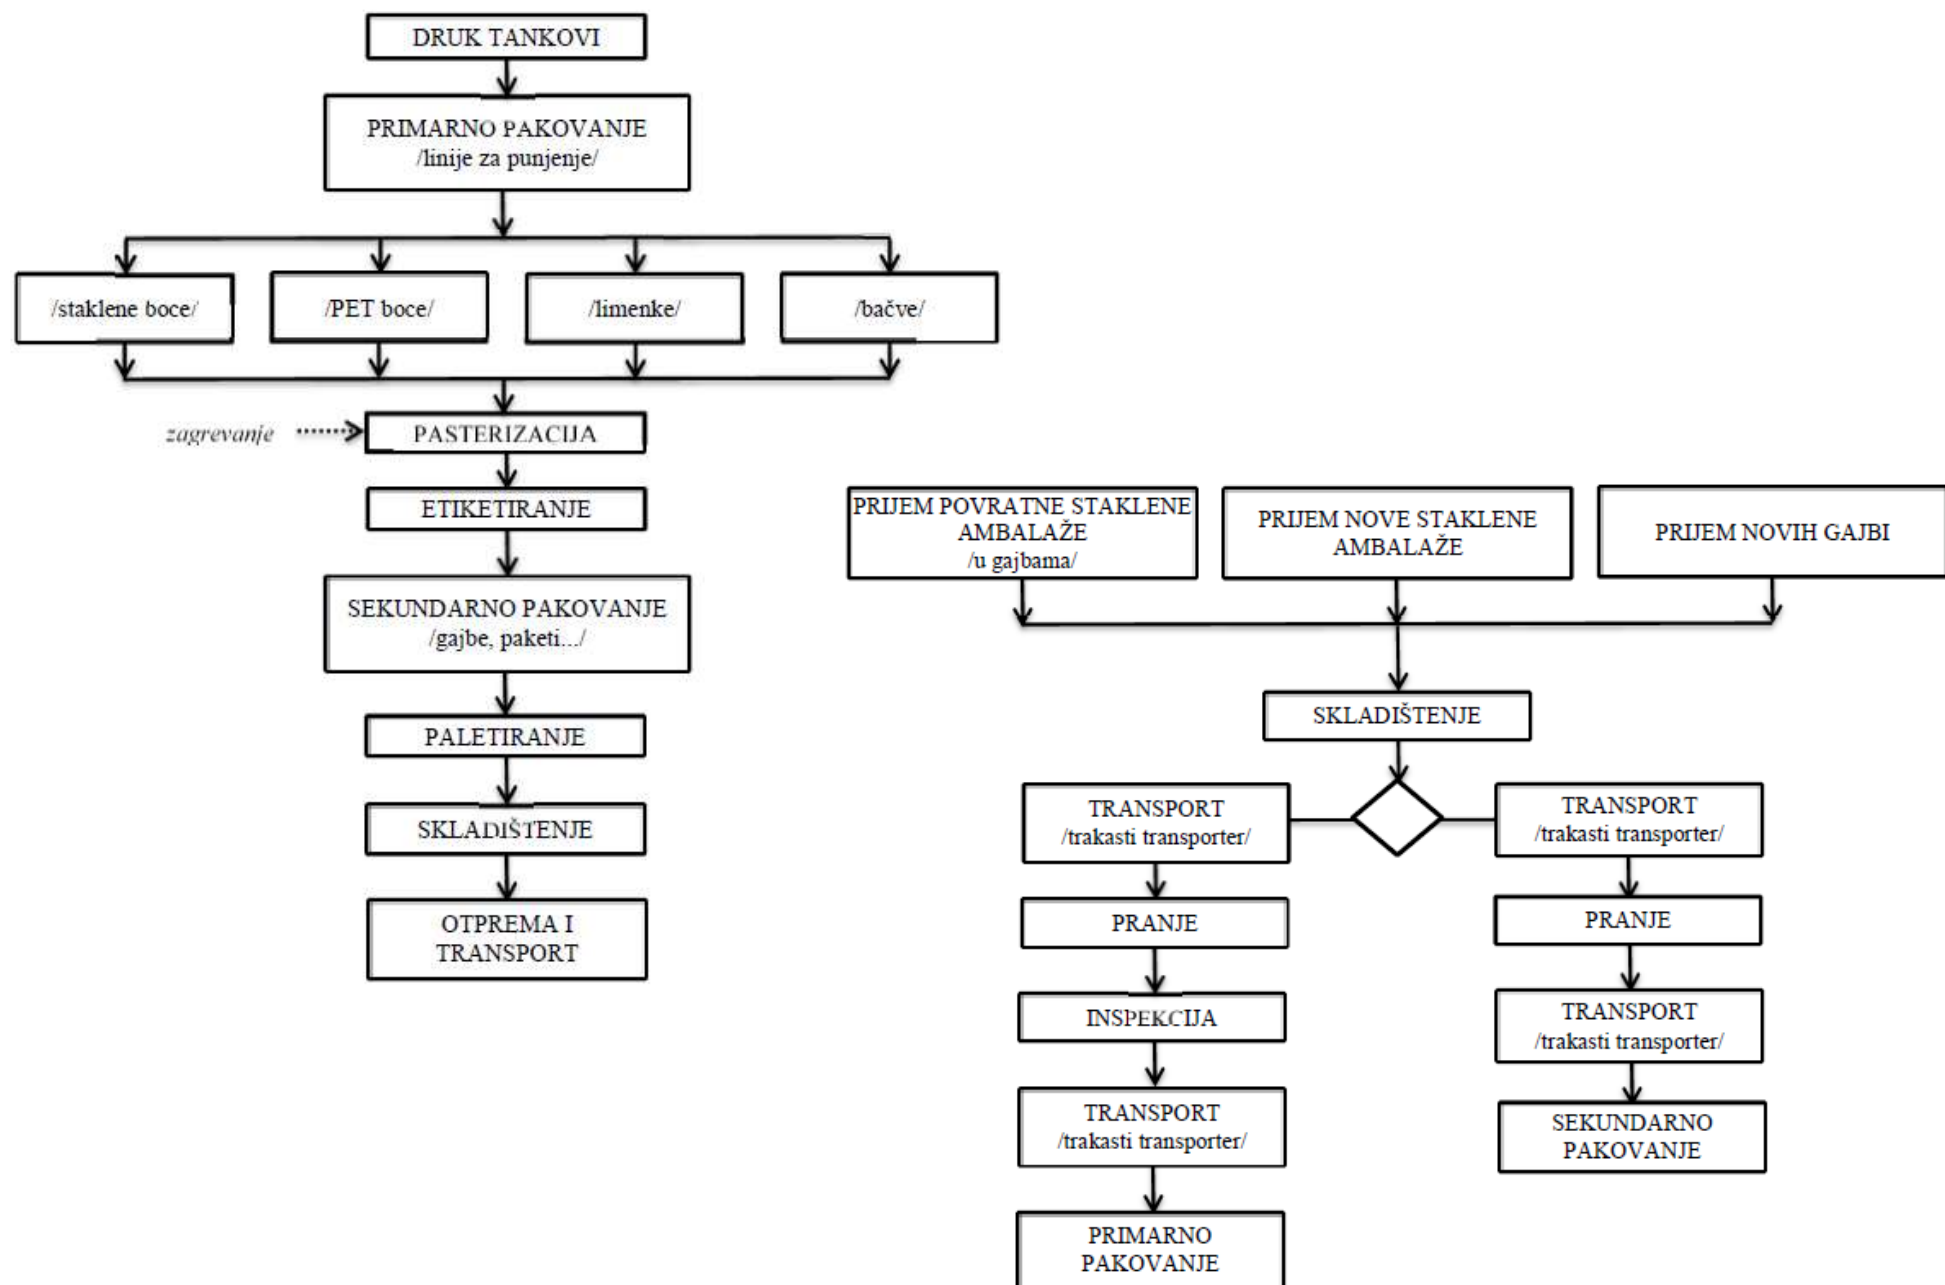 DRUK TANKOVI
PRIMARNO PAKOVANJE
/linije za punjenje/
/staklene boce/
/PET boce/
/limenke/
/bačve/
zagrevanje
PASTERIZACIJA
ETIKETIRANJE
SEKUNDARNO PAKOVANJE
/gajbe, paketi.../
PALETIRANJE
SKLADIŠTENJE
OTPREMA I
TRANSPORT
PRIJEM POVRATNE STAKLENE
AMBALAŽE
/u gajbama/
PRIJEM NOVE STAKLENE
AMBALAŽE
PRIJEM NOVIH GAJBI
SKLADIŠTENJE
TRANSPORT
/trakasti transporter/
PRANJE
INSPEKCIJA
TRANSPORT
/trakasti transporter/
PRIMARNO
PAKOVANJE
TRANSPORT
/trakasti transporter/
PRANJE
TRANSPORT
/trakasti transporter/
SEKUNDARNO
PAKOVANJE